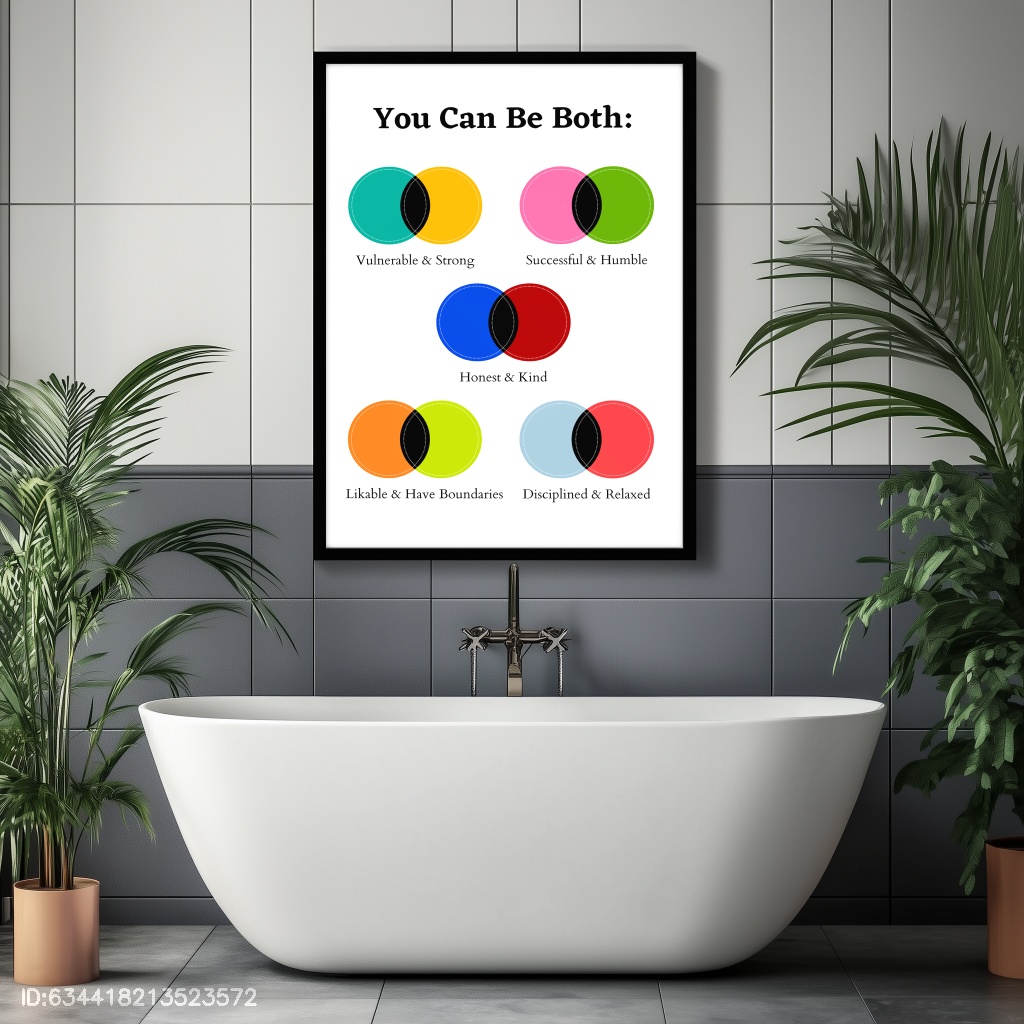 You Can Be Both:
Vulnerable & Strong
Successful & Humble
Honest & Kind
Likable & Have Boundaries
Disciplined & Relaxed
ID:634418213523572